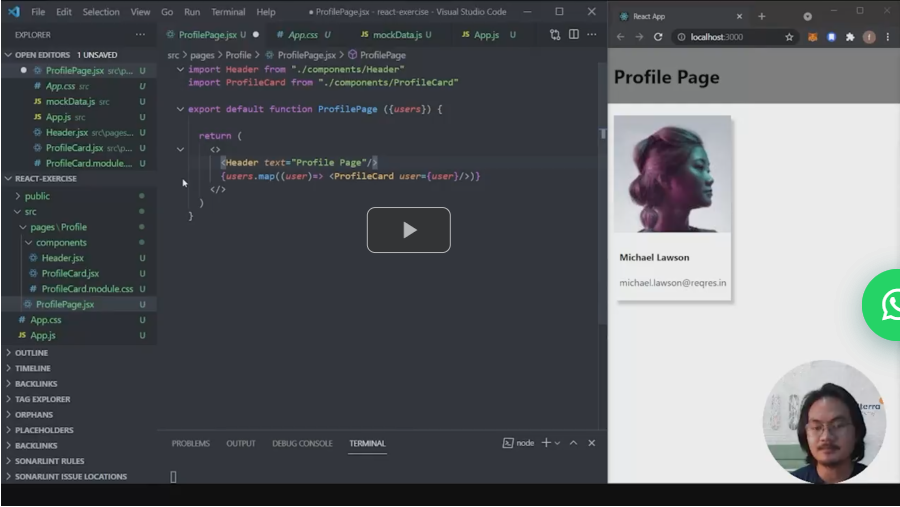 File Edit Selection View Go Run Terminal Help ● ProfilePage.jsx - react-exercise - Visual Studio Code
EXPLORER
OPEN EDITORS 1 UNSAVED
ProfilePage.jsx src\p... U
App.css src U
mockData.js src U
App.js src U
Header.jsx src\pages... U
ProfileCard.jsx src\... U
ProfileCard.module.... U
REACT-EXERCISE
public
src
pages\Profile
components
Header.jsx U
ProfileCard.jsx U
ProfileCard.module.css U
ProfilePage.jsx U
App.css U
App.js U
OUTLINE
TIMELINE
BACKLINKS
TAG EXPLORER
ORPHANS
PLACEHOLDERS
BACKLINKS
SONARLINT RULES
SONARLINT ISSUE LOCATIONS
ProfilePage.jsx U App.css U mockData.js U App.js U
src > pages > Profile > ProfilePage.jsx > ProfilePage
import Header from "./components/Header"
import ProfileCard from "./components/ProfileCard"
export default function ProfilePage ({users}) {
return (
<>
<Header text="Profile Page"/>
{users.map((user)=> <ProfileCard user={user}/>)}
</>
)
}
PROBLEMS OUTPUT DEBUG CONSOLE TERMINAL node
React App
localhost:3000
Profile Page
Michael Lawson
michael.lawson@reqres.in